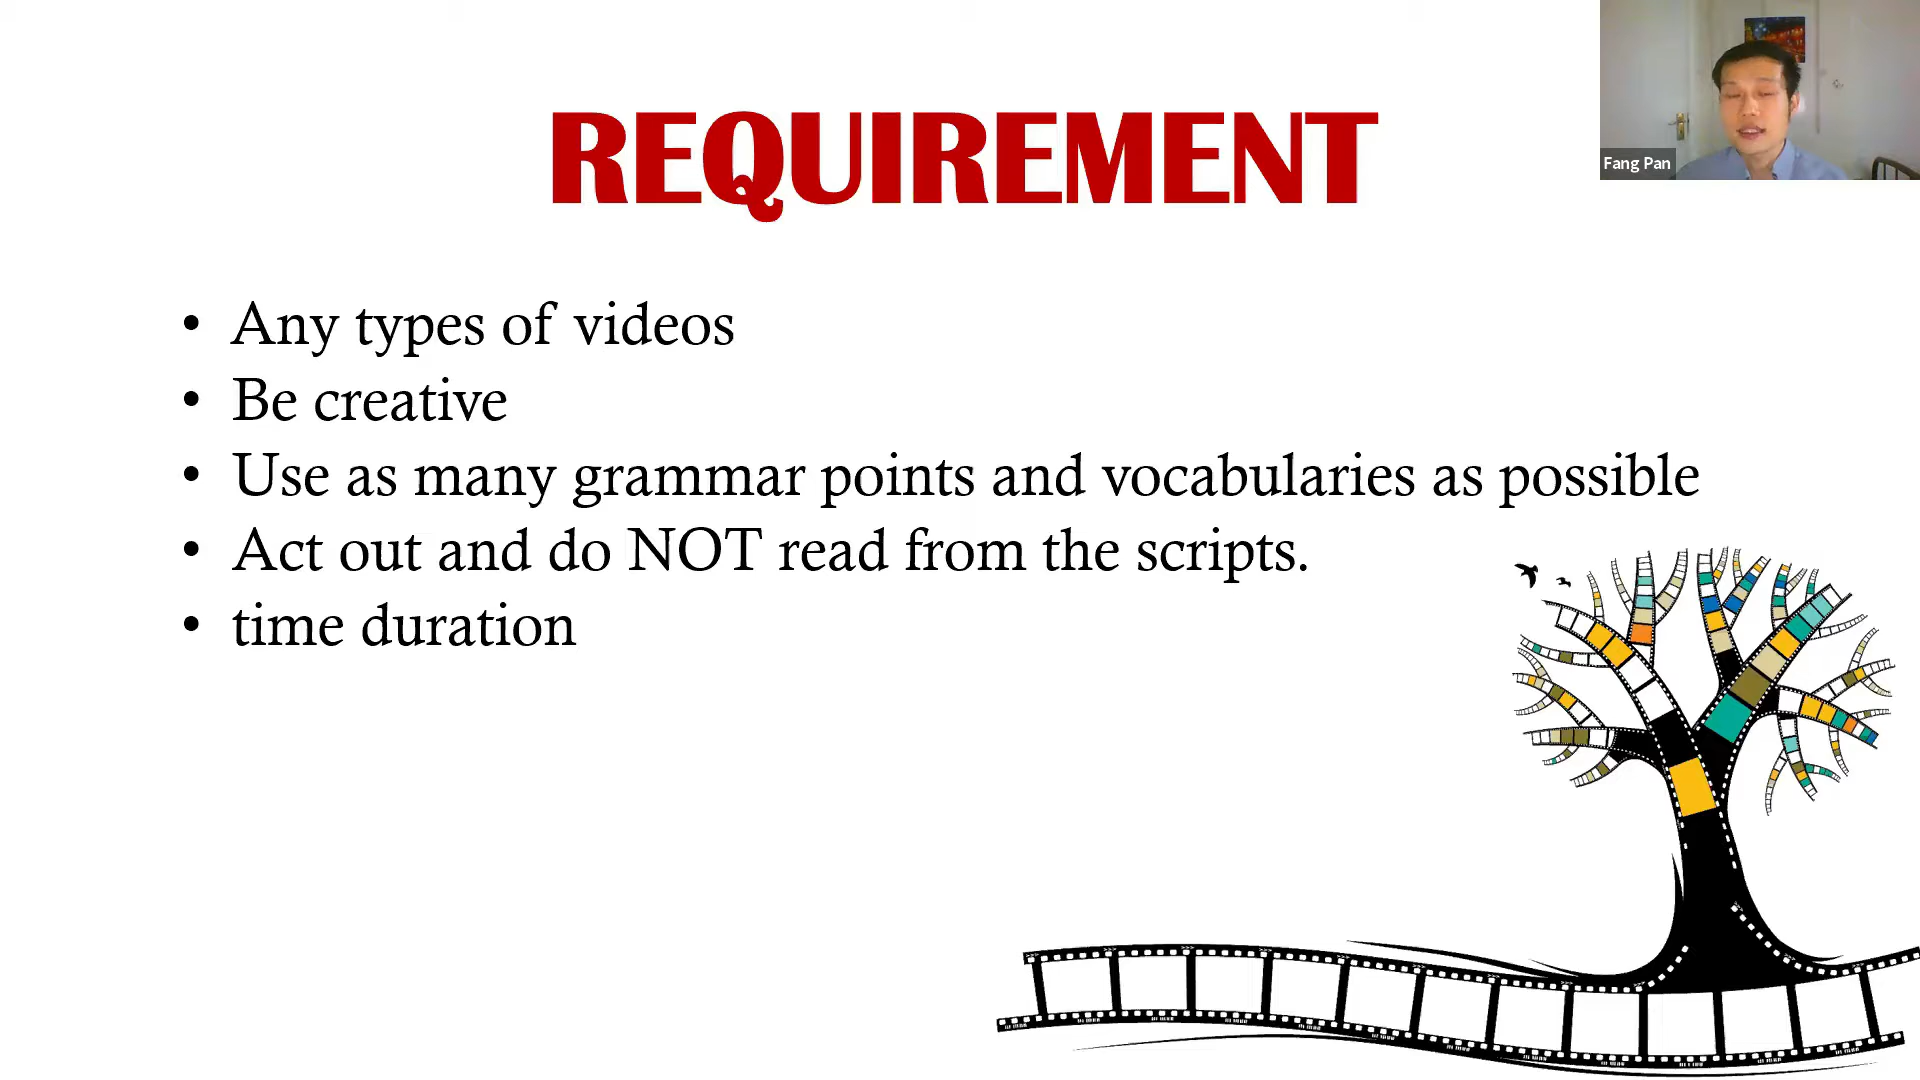 REQUIREMENT
Fang Pan
• Any types of videos
• Be creative
• Use as many grammar points and vocabularies as possible
• Act out and do NOT read from the scripts.
• time duration